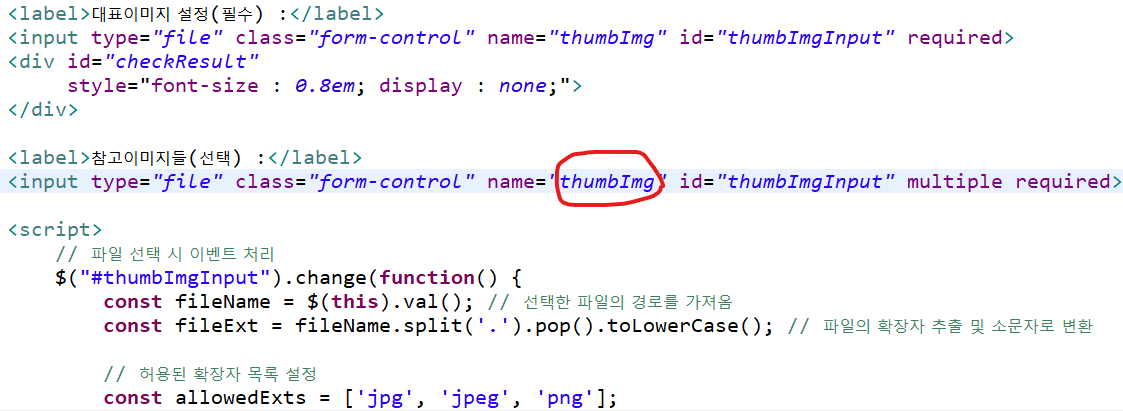 <label>대표이미지 설정(필수) :</label>
<input type="file" class="form-control" name="thumbImg" id="thumbImgInput" required>
<div id="checkResult"
style="font-size : 0.8em; display : none;">
</div>
<label>참고이미지들(선택) :</label>
<input type="file" class="form-control" name="thumbImg" id="thumbImgInput" multiple required>
<script>
// 파일 선택 시 이벤트 처리
$("#thumbImgInput").change(function() {
const fileName = $(this).val(); // 선택한 파일의 경로를 가져옴
const fileExt = fileName.split('.').pop().toLowerCase(); // 파일의 확장자 추출 및 소문자로 변환
// 허용된 확장자 목록 설정
const allowedExts = ['jpg', 'jpeg', 'png'];